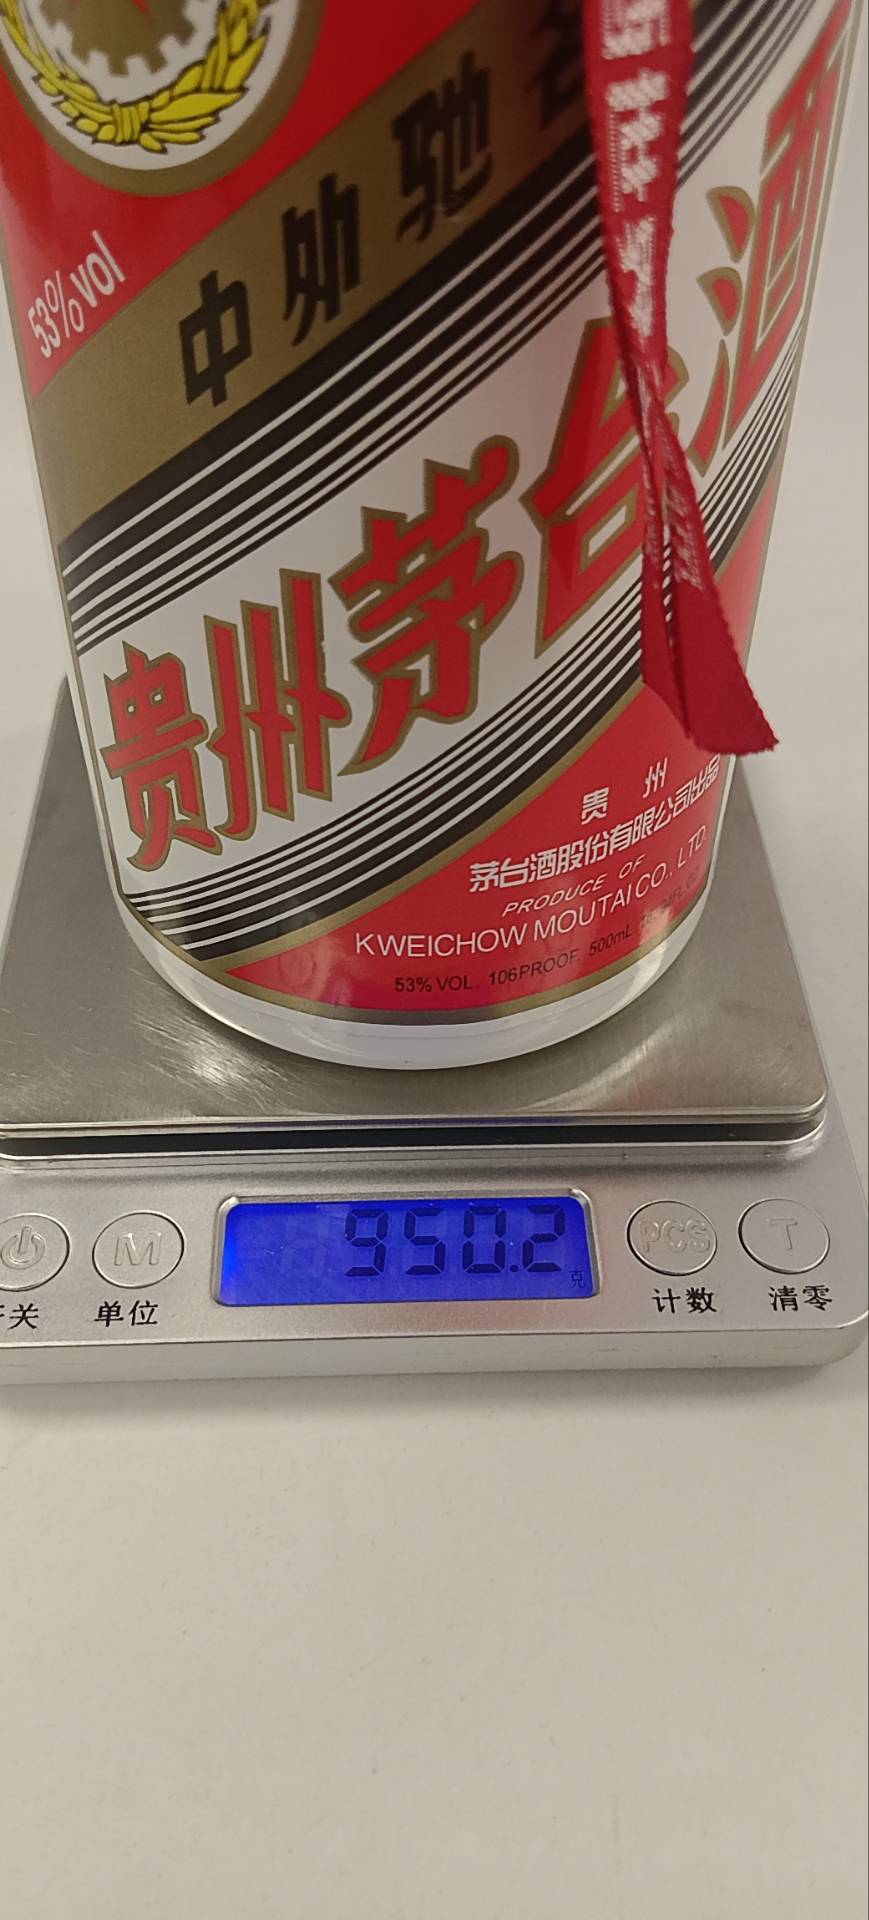 53%vol
中外驰名
贵州茅台酒
贵州
茅台酒股份有限公司出品
PRODUCE OF
KWEICHOW MOUTAI CO., LTD.
53% VOL. 106PROOF. 500mL
950.2
克
M
PCS
T
单位
计数
清零